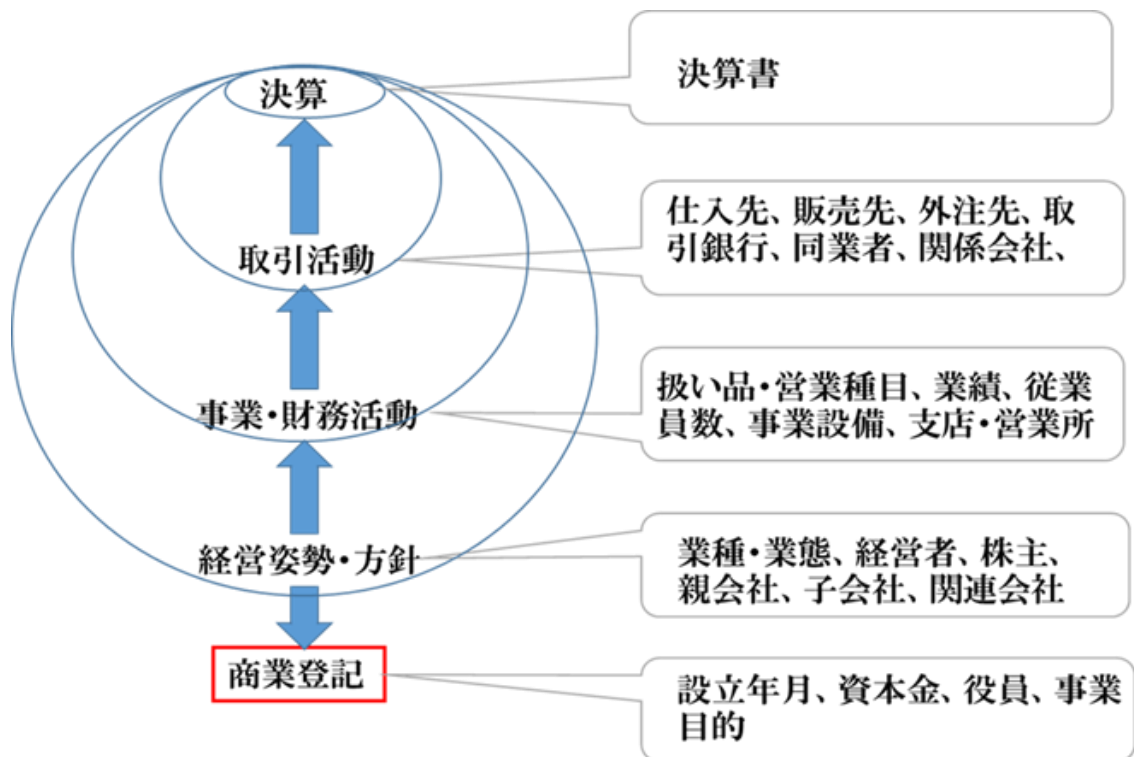 決算
決算書
取引活動
仕入先、販売先、外注先、取
引銀行、同業者、関係会社、
事業・財務活動
扱い品・営業種目、業績、従業
員数、事業設備、支店・営業所
経営姿勢・方針
業種・業態、経営者、株主、
親会社、子会社、関連会社
商業登記
設立年月、資本金、役員、事業
目的